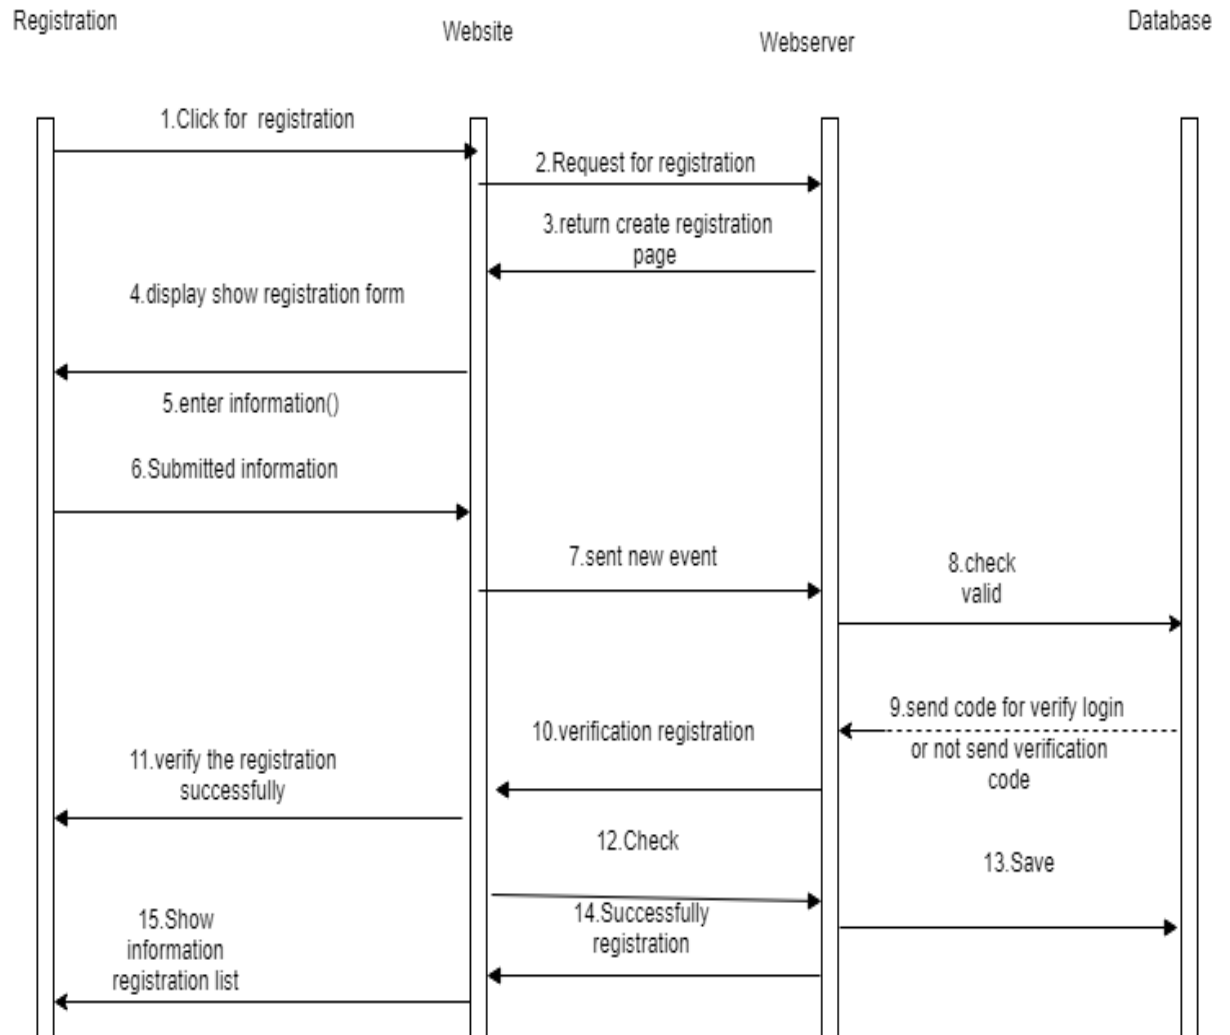 Registration
Website
Webserver
Database
1.Click for  registration
2.Request for registration
3.return create registration
page
4.display show registration form
5.enter information()
6.Submitted information
7.sent new event
8.check
valid
9.send code for verify login
or not send verification
code
10.verification registration
11.verify the registration
successfully
12.Check
13.Save
14.Successfully
registration
15.Show
information
registration list